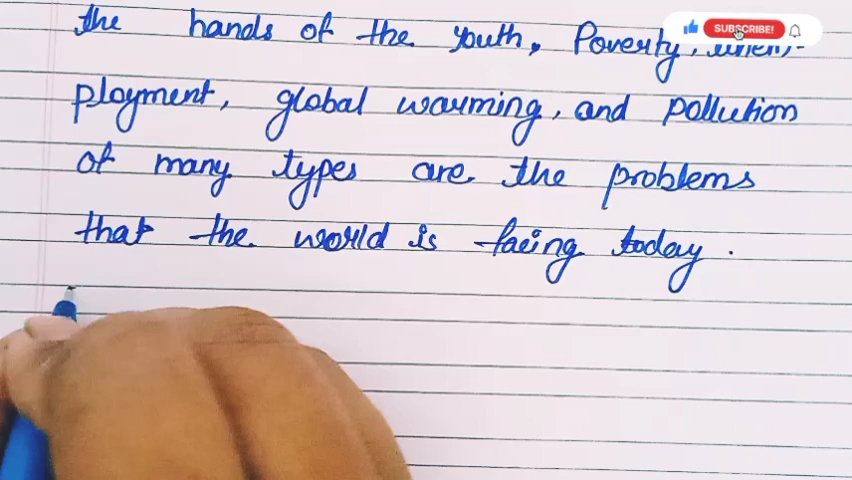 the hands of the youth. Poverty, unem-
SUBSCRIBE!
ployment, global warming, and pollution
of many types are the problems
that the world is facing today.